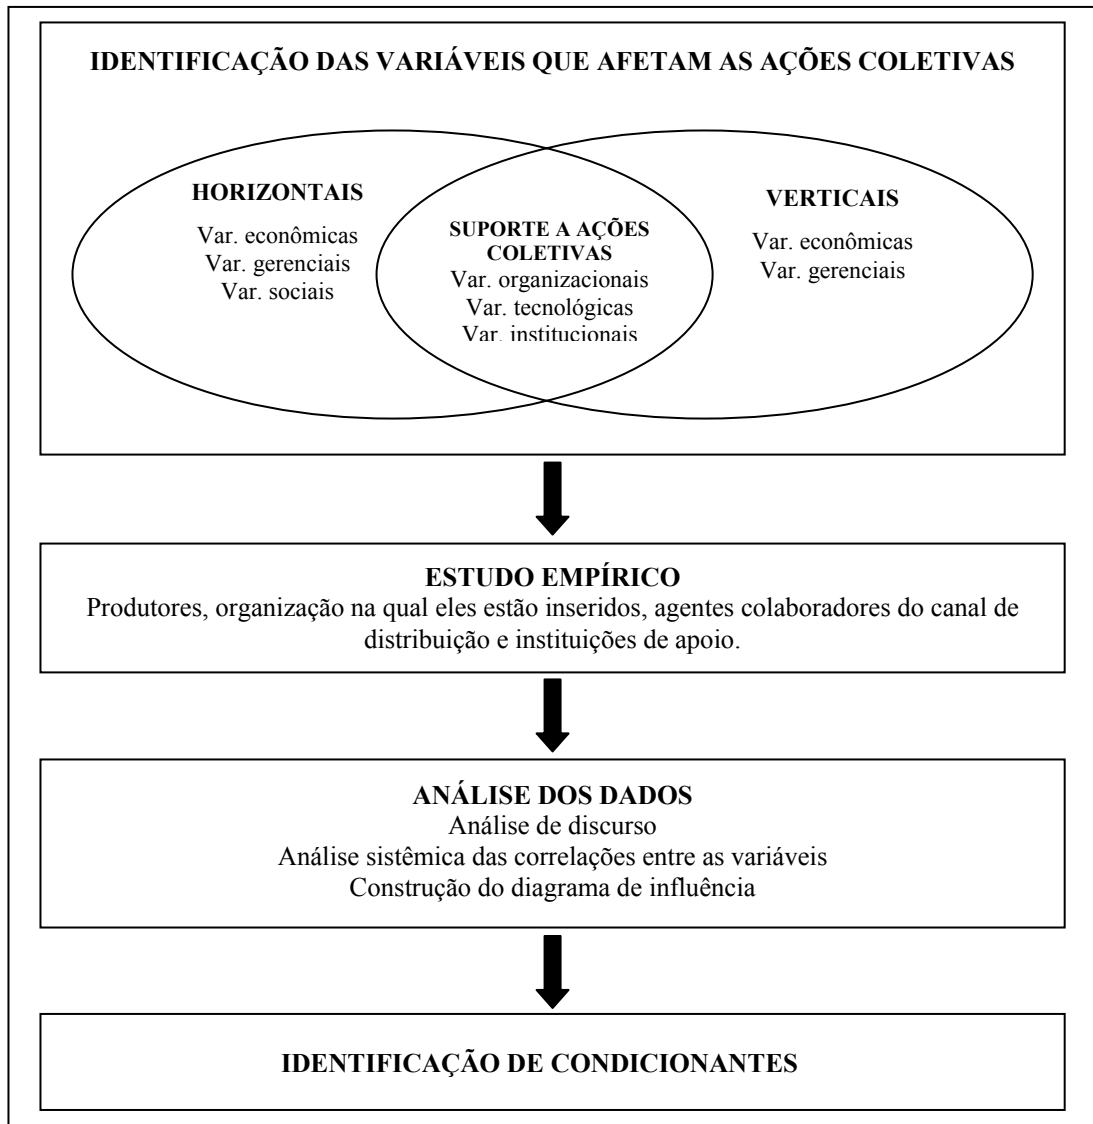 IDENTIFICAÇÃO DAS VARIÁVEIS QUE AFETAM AS AÇÕES COLETIVAS
HORIZONTAIS
Var. econômicas
Var. gerenciais
Var. sociais
SUPORTE A AÇÕES
COLETIVAS
Var. organizacionais
Var. tecnológicas
Var. institucionais
VERTICAIS
Var. econômicas
Var. gerenciais
ESTUDO EMPÍRICO
Produtores, organização na qual eles estão inseridos, agentes colaboradores do canal de
distribuição e instituições de apoio.
ANÁLISE DOS DADOS
Análise de discurso
Análise sistêmica das correlações entre as variáveis
Construção do diagrama de influência
IDENTIFICAÇÃO DE CONDICIONANTES